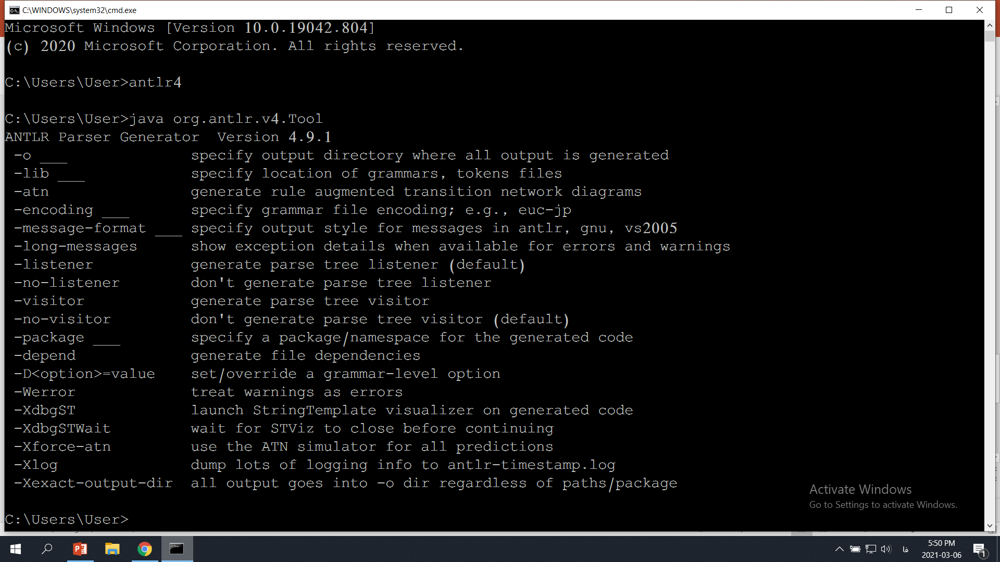 C:\WINDOWS\system32\cmd.exe
Microsoft Windows [Version 10.0.19042.804]
(c) 2020 Microsoft Corporation. All rights reserved.
C:\Users\User>antlr4
C:\Users\User>java org.antlr.v4.Tool
ANTLR Parser Generator  Version 4.9.1
 -o ___              specify output directory where all output is generated
 -lib ___            specify location of grammars, tokens files
 -atn                generate rule augmented transition network diagrams
 -encoding ___       specify grammar file encoding; e.g., euc-jp
 -message-format ___ specify output style for messages in antlr, gnu, vs2005
 -long-messages      show exception details when available for errors and warnings
 -listener           generate parse tree listener (default)
 -no-listener        don't generate parse tree listener
 -visitor            generate parse tree visitor
 -no-visitor         don't generate parse tree visitor (default)
 -package ___        specify a package/namespace for the generated code
 -depend             generate file dependencies
 -D<option>=value    set/override a grammar-level option
 -Werror             treat warnings as errors
 -XdbgST             launch StringTemplate visualizer on generated code
 -XdbgSTWait         wait for STViz to close before continuing
 -Xforce-atn         use the ATN simulator for all predictions
 -Xlog               dump lots of logging info to antlr-timestamp.log
 -Xexact-output-dir  all output goes into -o dir regardless of paths/package
C:\Users\User>
Activate Windows
Go to Settings to activate Windows.
فا
5:50 PM
2021-03-06
1